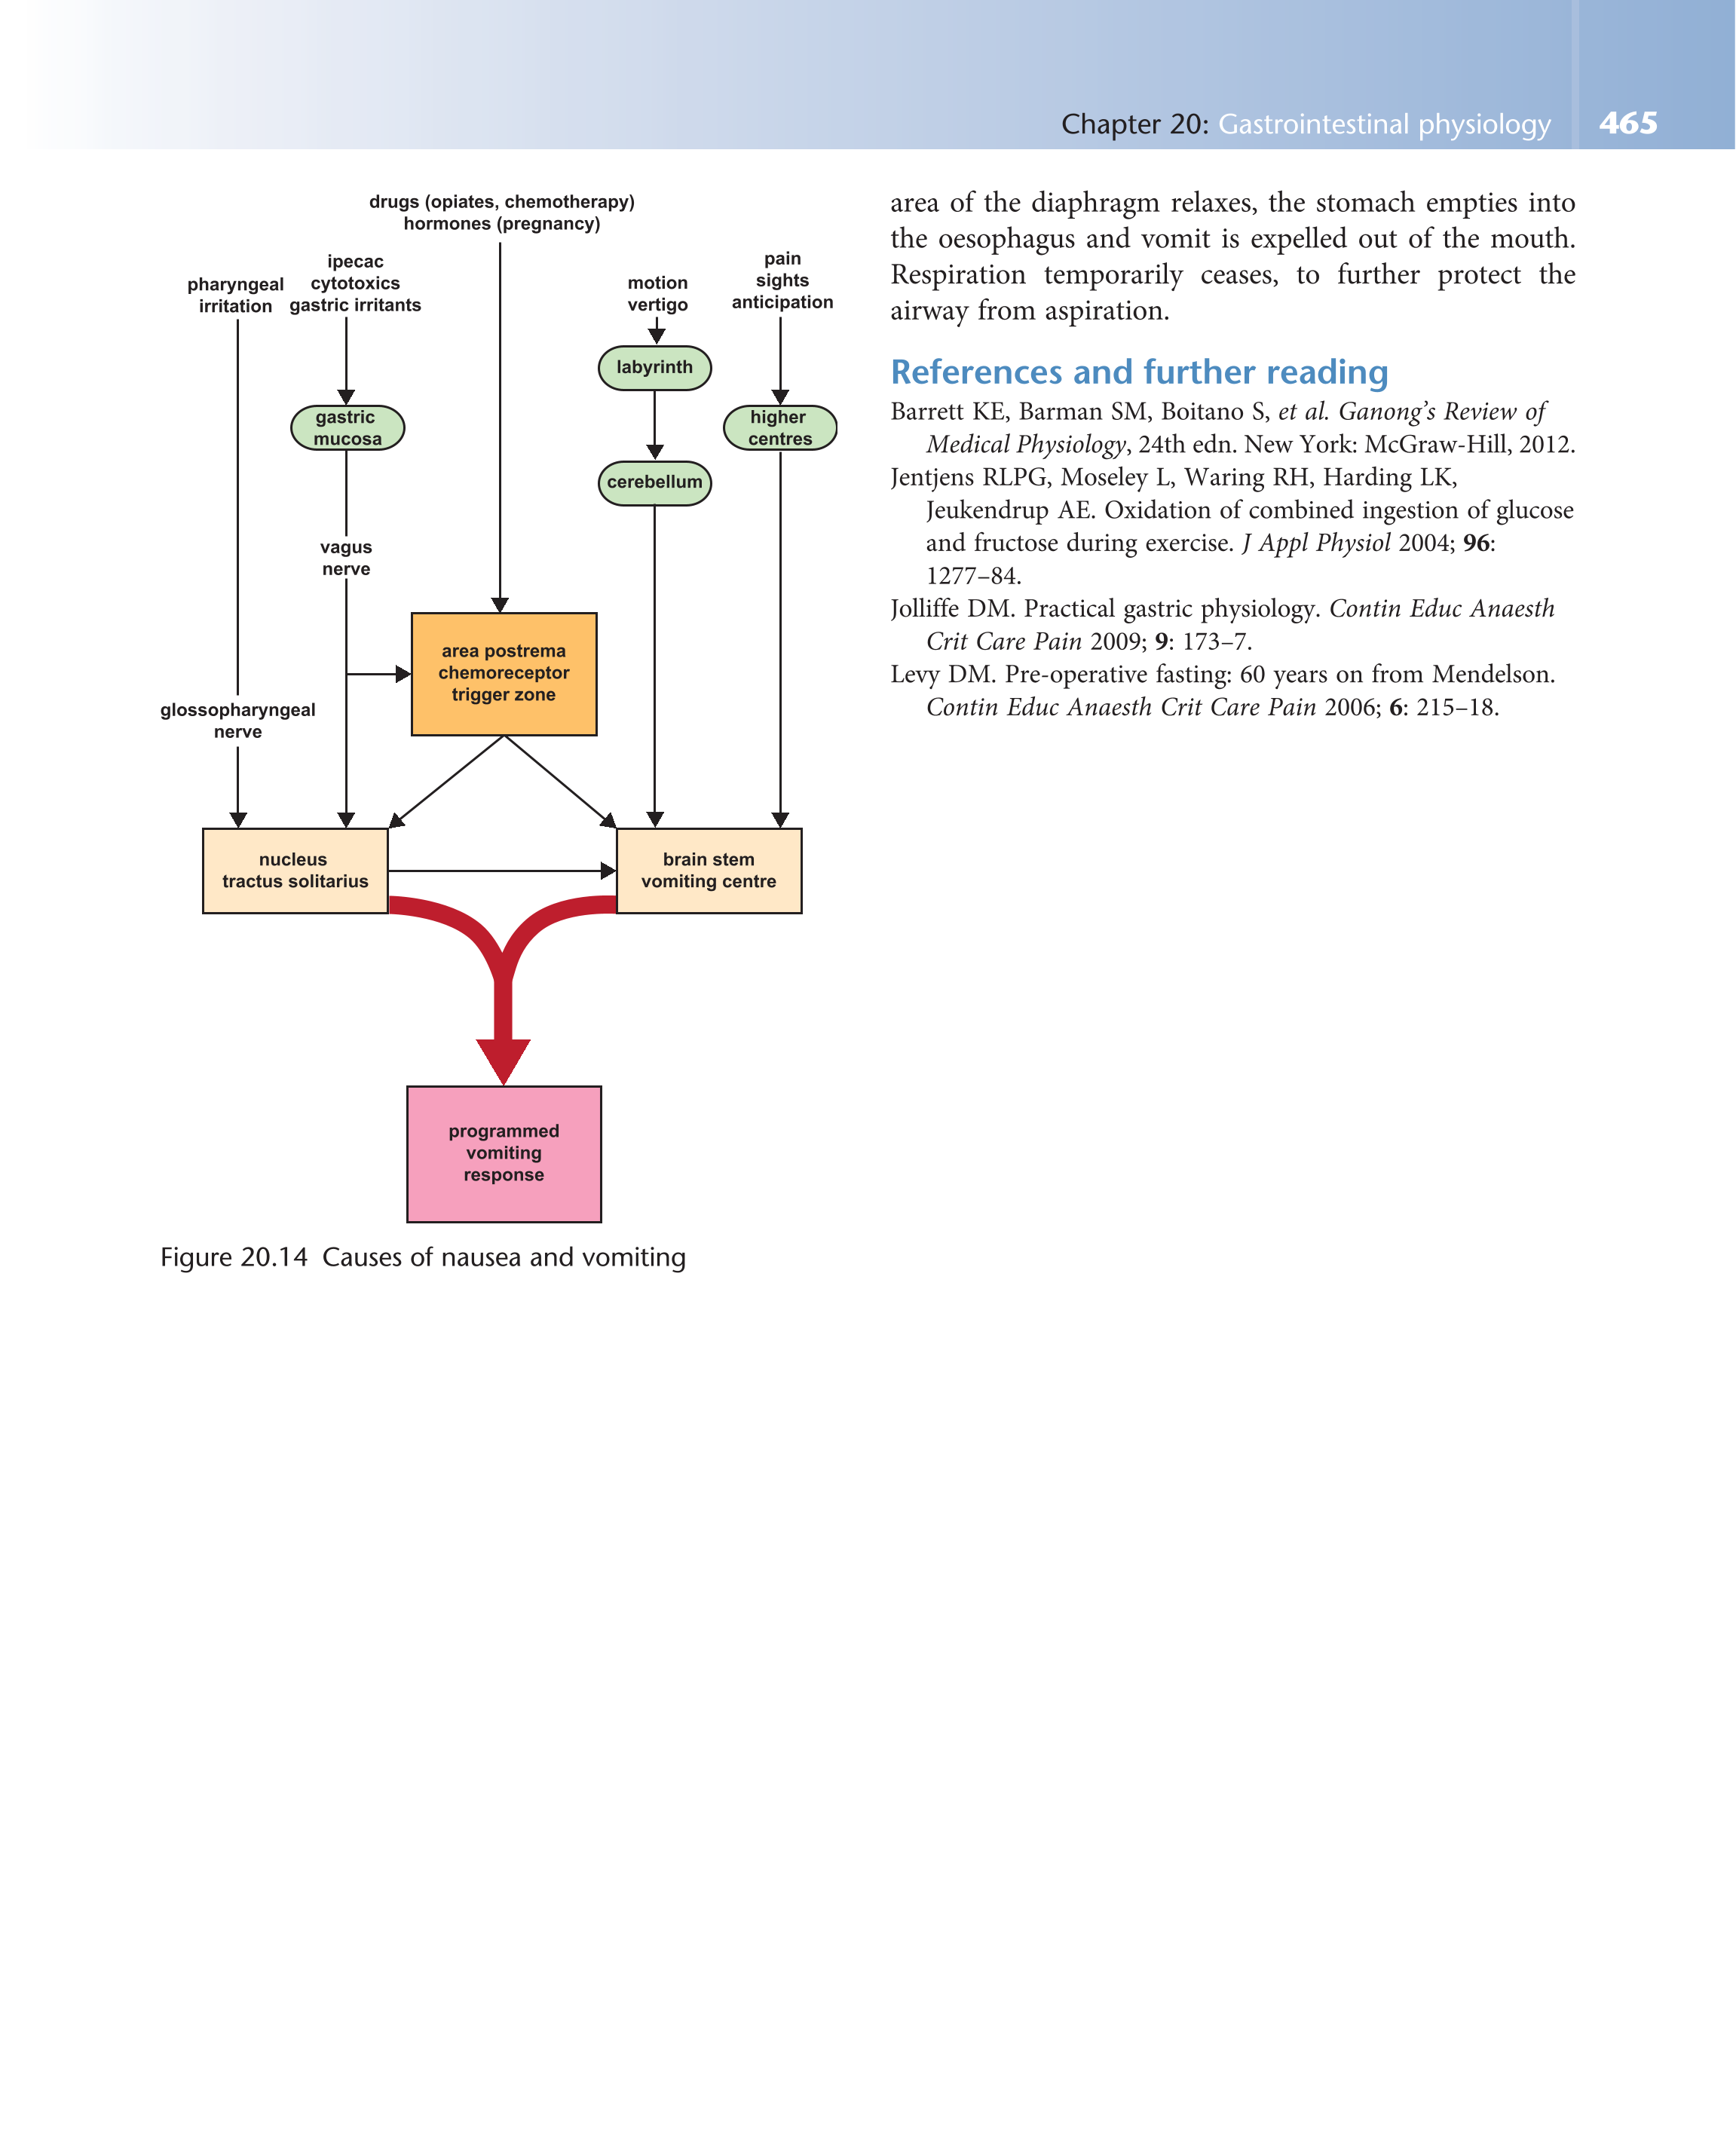 Chapter 20: Gastrointestinal physiology 465
drugs (opiates, chemotherapy)
hormones (pregnancy)
pharyngeal
irritation
ipecac
cytotoxics
gastric irritants
motion
vertigo
pain
sights
anticipation
labyrinth
gastric
mucosa
higher
centres
cerebellum
vagus
nerve
area postrema
chemoreceptor
trigger zone
glossopharyngeal
nerve
nucleus
tractus solitarius
brain stem
vomiting centre
programmed
vomiting
response
Figure 20.14 Causes of nausea and vomiting
area of the diaphragm relaxes, the stomach empties into
the oesophagus and vomit is expelled out of the mouth.
Respiration temporarily ceases, to further protect the
airway from aspiration.
References and further reading
Barrett KE, Barman SM, Boitano S, et al. Ganong’s Review of
Medical Physiology, 24th edn. New York: McGraw-Hill, 2012.
Jentjens RLPG, Moseley L, Waring RH, Harding LK,
Jeukendrup AE. Oxidation of combined ingestion of glucose
and fructose during exercise. J Appl Physiol 2004; 96:
1277–84.
Jolliffe DM. Practical gastric physiology. Contin Educ Anaesth
Crit Care Pain 2009; 9: 173–7.
Levy DM. Pre-operative fasting: 60 years on from Mendelson.
Contin Educ Anaesth Crit Care Pain 2006; 6: 215–18.